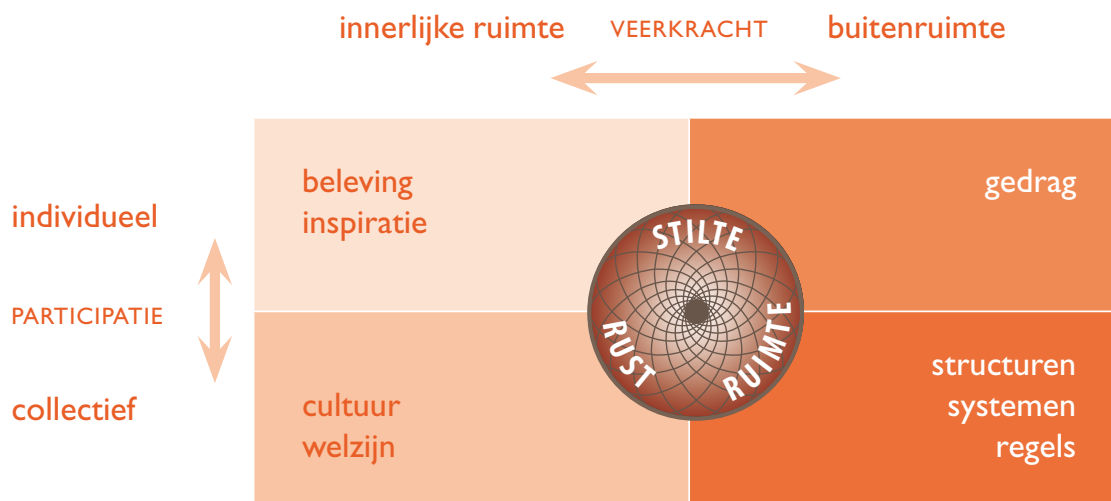 innerlijke ruimte VEERKRACHT buitenruimte
beleving
inspiratie
gedrag
individueel
PARTICIPATIE
collectief
STILTE
RUST
RUIMTE
cultuur
welzijn
structuren
systemen
regels